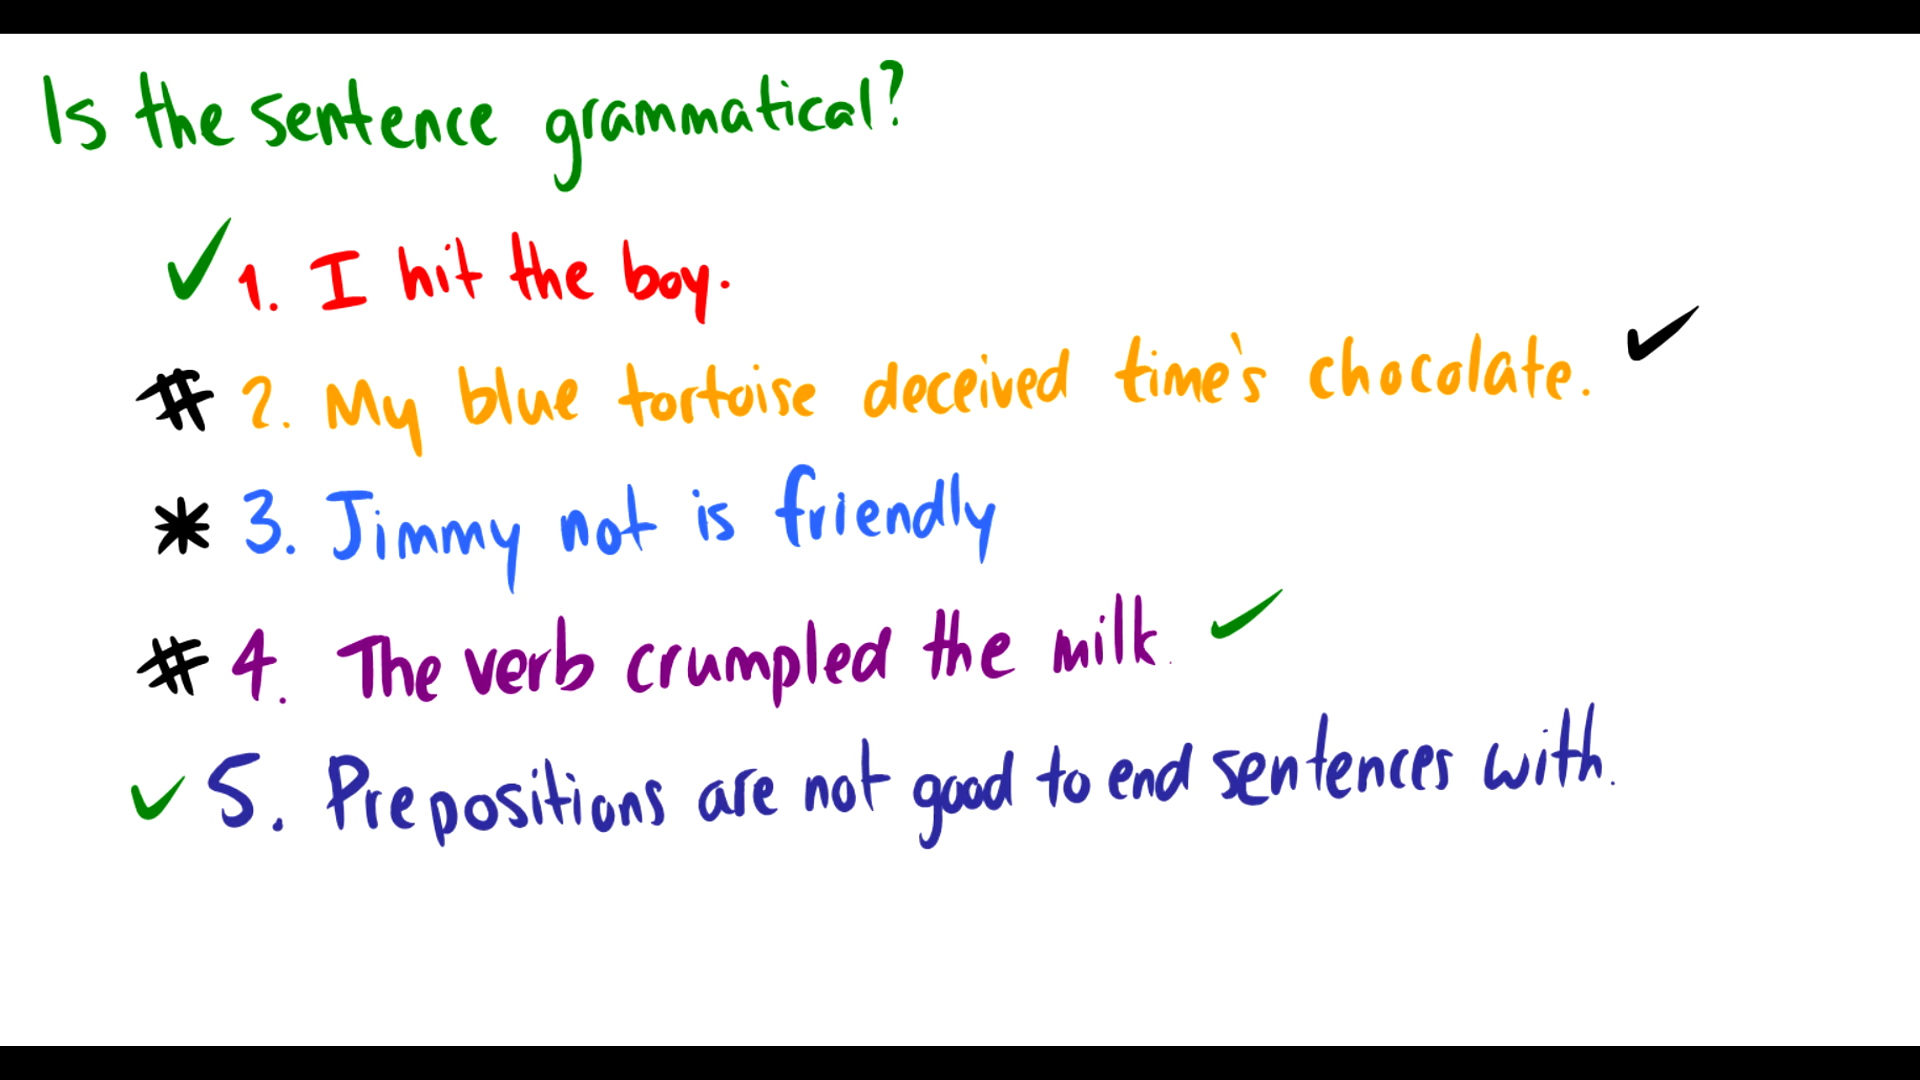 Is the sentence grammatical?
✓ 1. I hit the boy.
# 2. My blue tortoise deceived time's chocolate. ✓
* 3. Jimmy not is friendly
# 4. The verb crumpled the milk. ✓
✓ 5. Prepositions are not good to end sentences with.